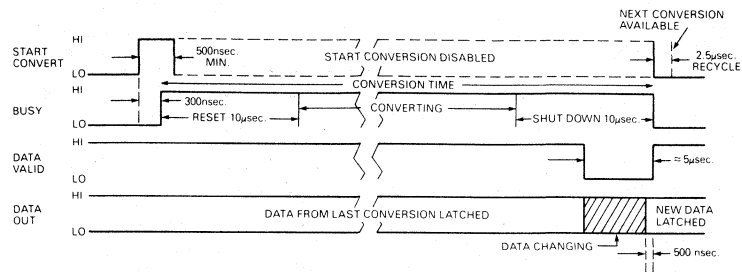 NEXT CONVERSION
AVAILABLE
START
CONVERT
HI
LO
500nsec.
MIN.
START CONVERSION DISABLED
2.5µsec.
RECYCLE
CONVERSION TIME
BUSY
HI
LO
300nsec.
RESET 10µsec.
CONVERTING
SHUT DOWN 10µsec.
DATA
VALID
HI
LO
≈ 5µsec.
DATA
OUT
HI
LO
DATA FROM LAST CONVERSION LATCHED
NEW DATA
LATCHED
DATA CHANGING
500 nsec.